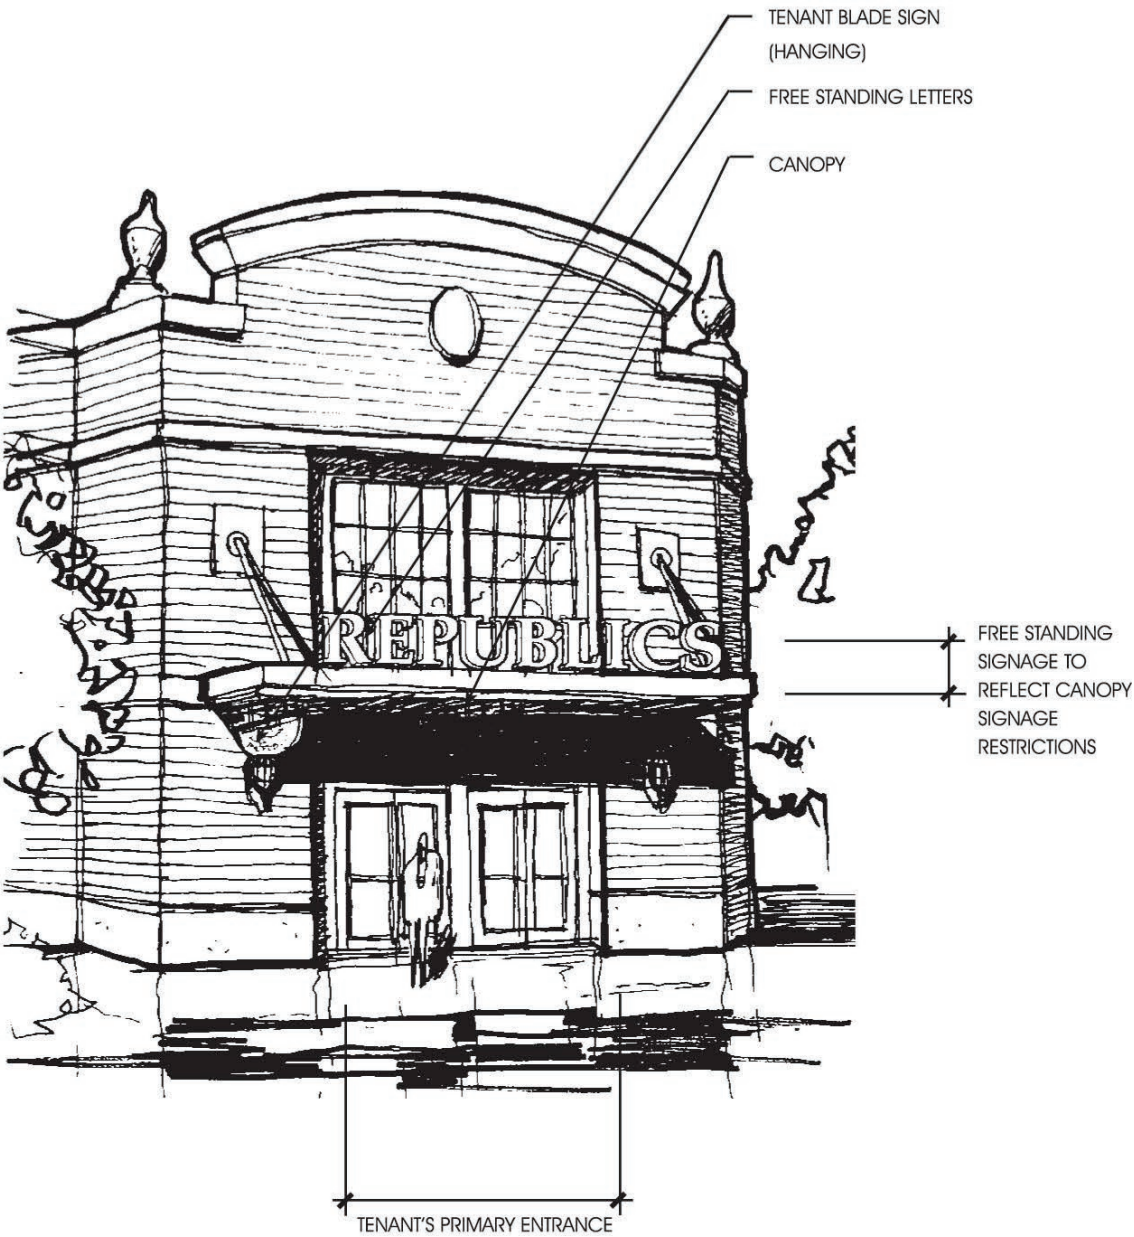 TENANT BLADE SIGN
(HANGING)
FREE STANDING LETTERS
CANOPY
REPUBLICS
FREE STANDING
SIGNAGE TO
REFLECT CANOPY
SIGNAGE
RESTRICTIONS
TENANT'S PRIMARY ENTRANCE